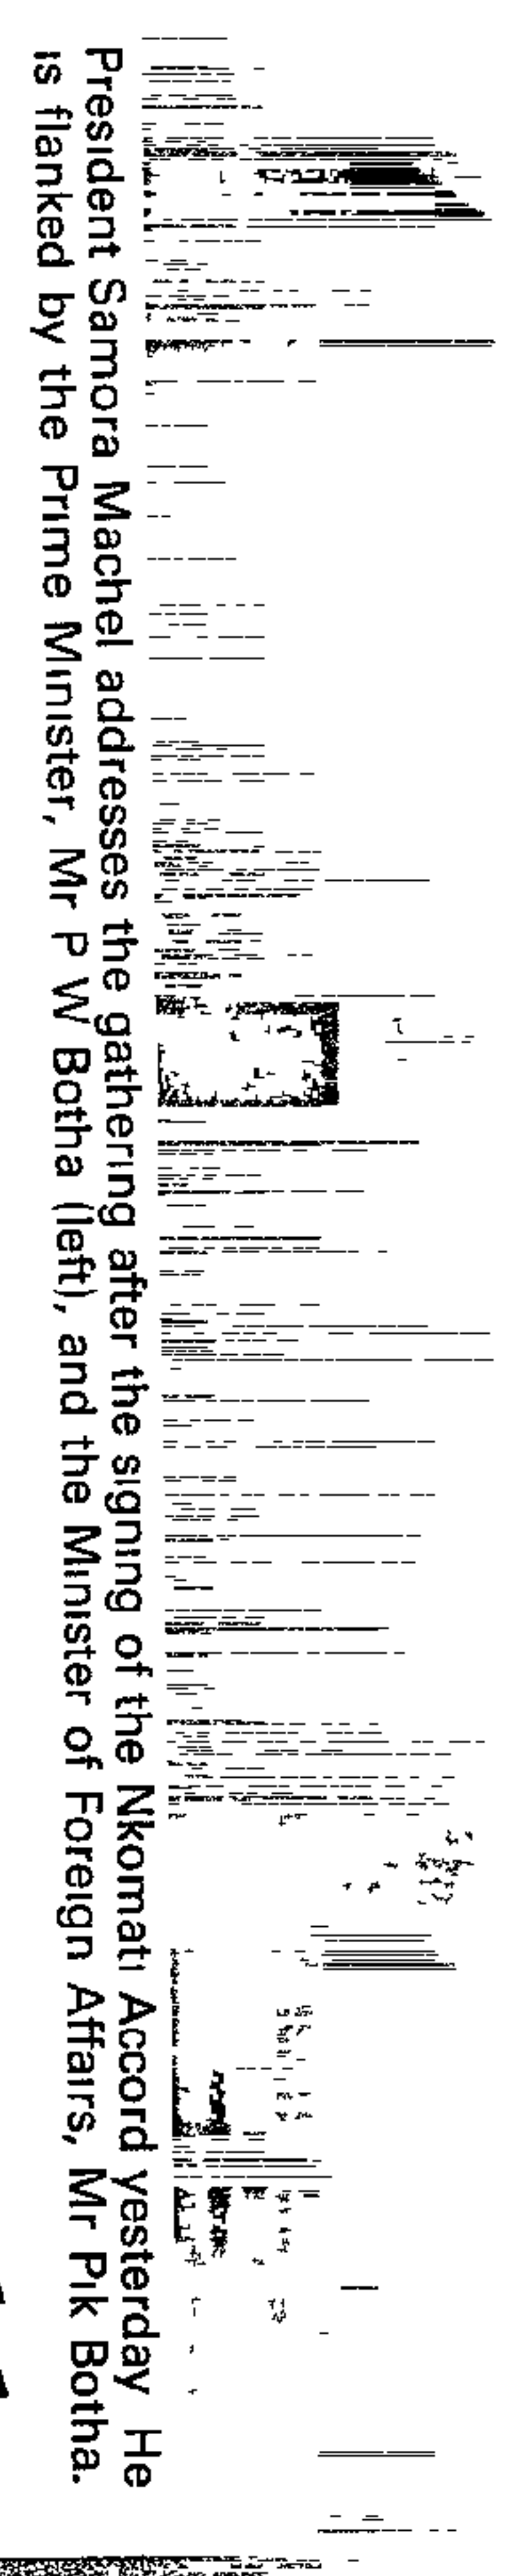 President Samora Machel addresses the gathering after the signing of the Nkomati Accord yesterday He
is flanked by the Prime Minister, Mr P W Botha (left), and the Minister of Foreign Affairs, Mr Pik Botha.